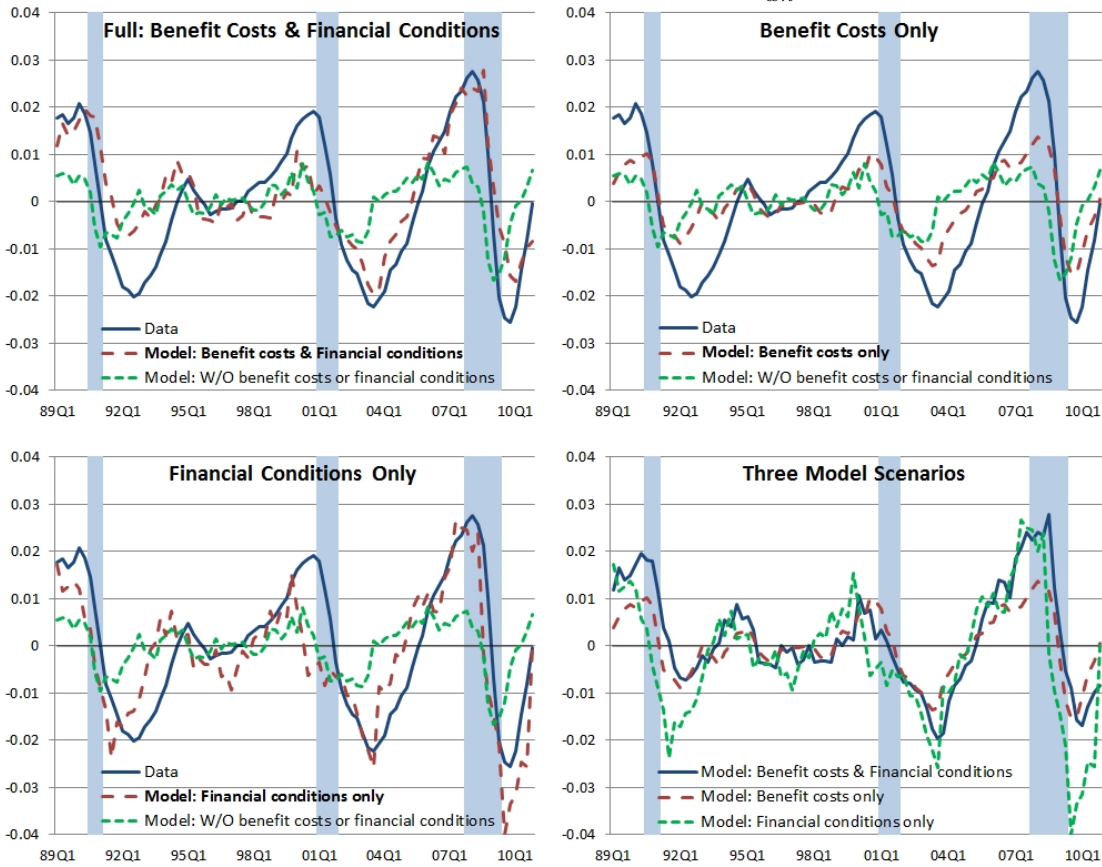 Full: Benefit Costs & Financial Conditions
0.04
0.03
0.02
0.01
0
-0.01
-0.02
-0.03
-0.04
Data
Model: Benefit costs & Financial conditions
Model: W/O benefit costs or financial conditions
89Q1 92Q1 95Q1 98Q1 01Q1 04Q1 07Q1 10Q1
Benefit Costs Only
0.04
0.03
0.02
0.01
0
-0.01
-0.02
-0.03
-0.04
Data
Model: Benefit costs only
Model: W/O benefit costs or financial conditions
89Q1 92Q1 95Q1 98Q1 01Q1 04Q1 07Q1 10Q1
Financial Conditions Only
0.04
0.03
0.02
0.01
0
-0.01
-0.02
-0.03
-0.04
Data
Model: Financial conditions only
Model: W/O benefit costs or financial conditions
89Q1 92Q1 95Q1 98Q1 01Q1 04Q1 07Q1 10Q1
Three Model Scenarios
0.04
0.03
0.02
0.01
0
-0.01
-0.02
-0.03
-0.04
Model: Benefit costs & Financial conditions
Model: Benefit costs only
Model: Financial conditions only
89Q1 92Q1 95Q1 98Q1 01Q1 04Q1 07Q1 10Q1